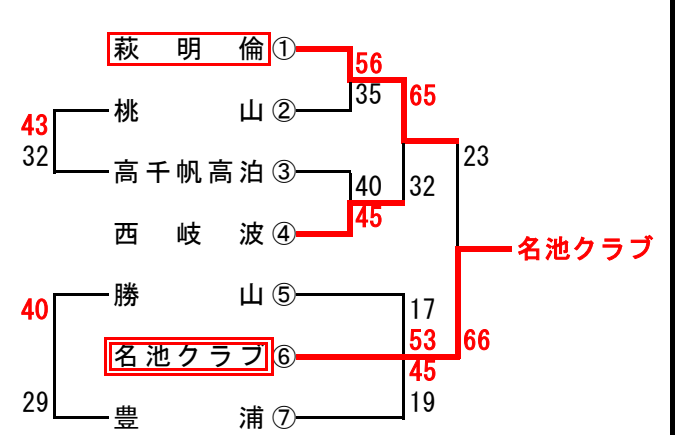 萩明倫①
56
35
65
桃山②
43
32
23
高千帆高泊③
40
32
45
西岐波④
名池クラブ
勝山⑤
40
17
53
66
名池クラブ⑥
45
29
19
豊浦⑦